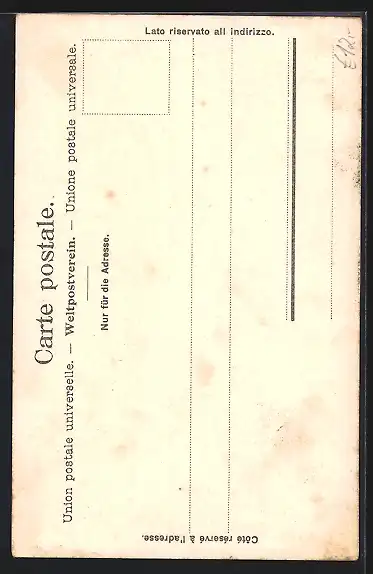 Carte postale.
Union postale universelle. — Weltpostverein. — Unione postale universale.
Nur für die Adresse.
Côté réservé à l'adresse.
Lato riservato all indirizzo.
£12.-